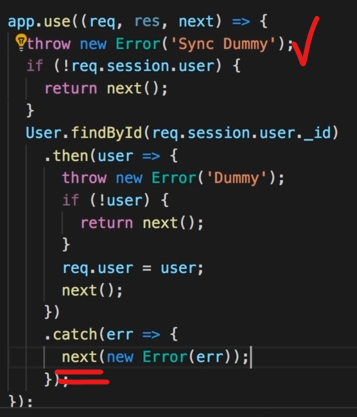 app.use((req, res, next) => {
throw new Error('Sync Dummy');
if (!req.session.user) {
return next();
}
User.findById(req.session.user._id)
.then(user => {
throw new Error('Dummy');
if (!user) {
return next();
}
req.user = user;
next();
})
.catch(err => {
next(new Error(err));
});
});